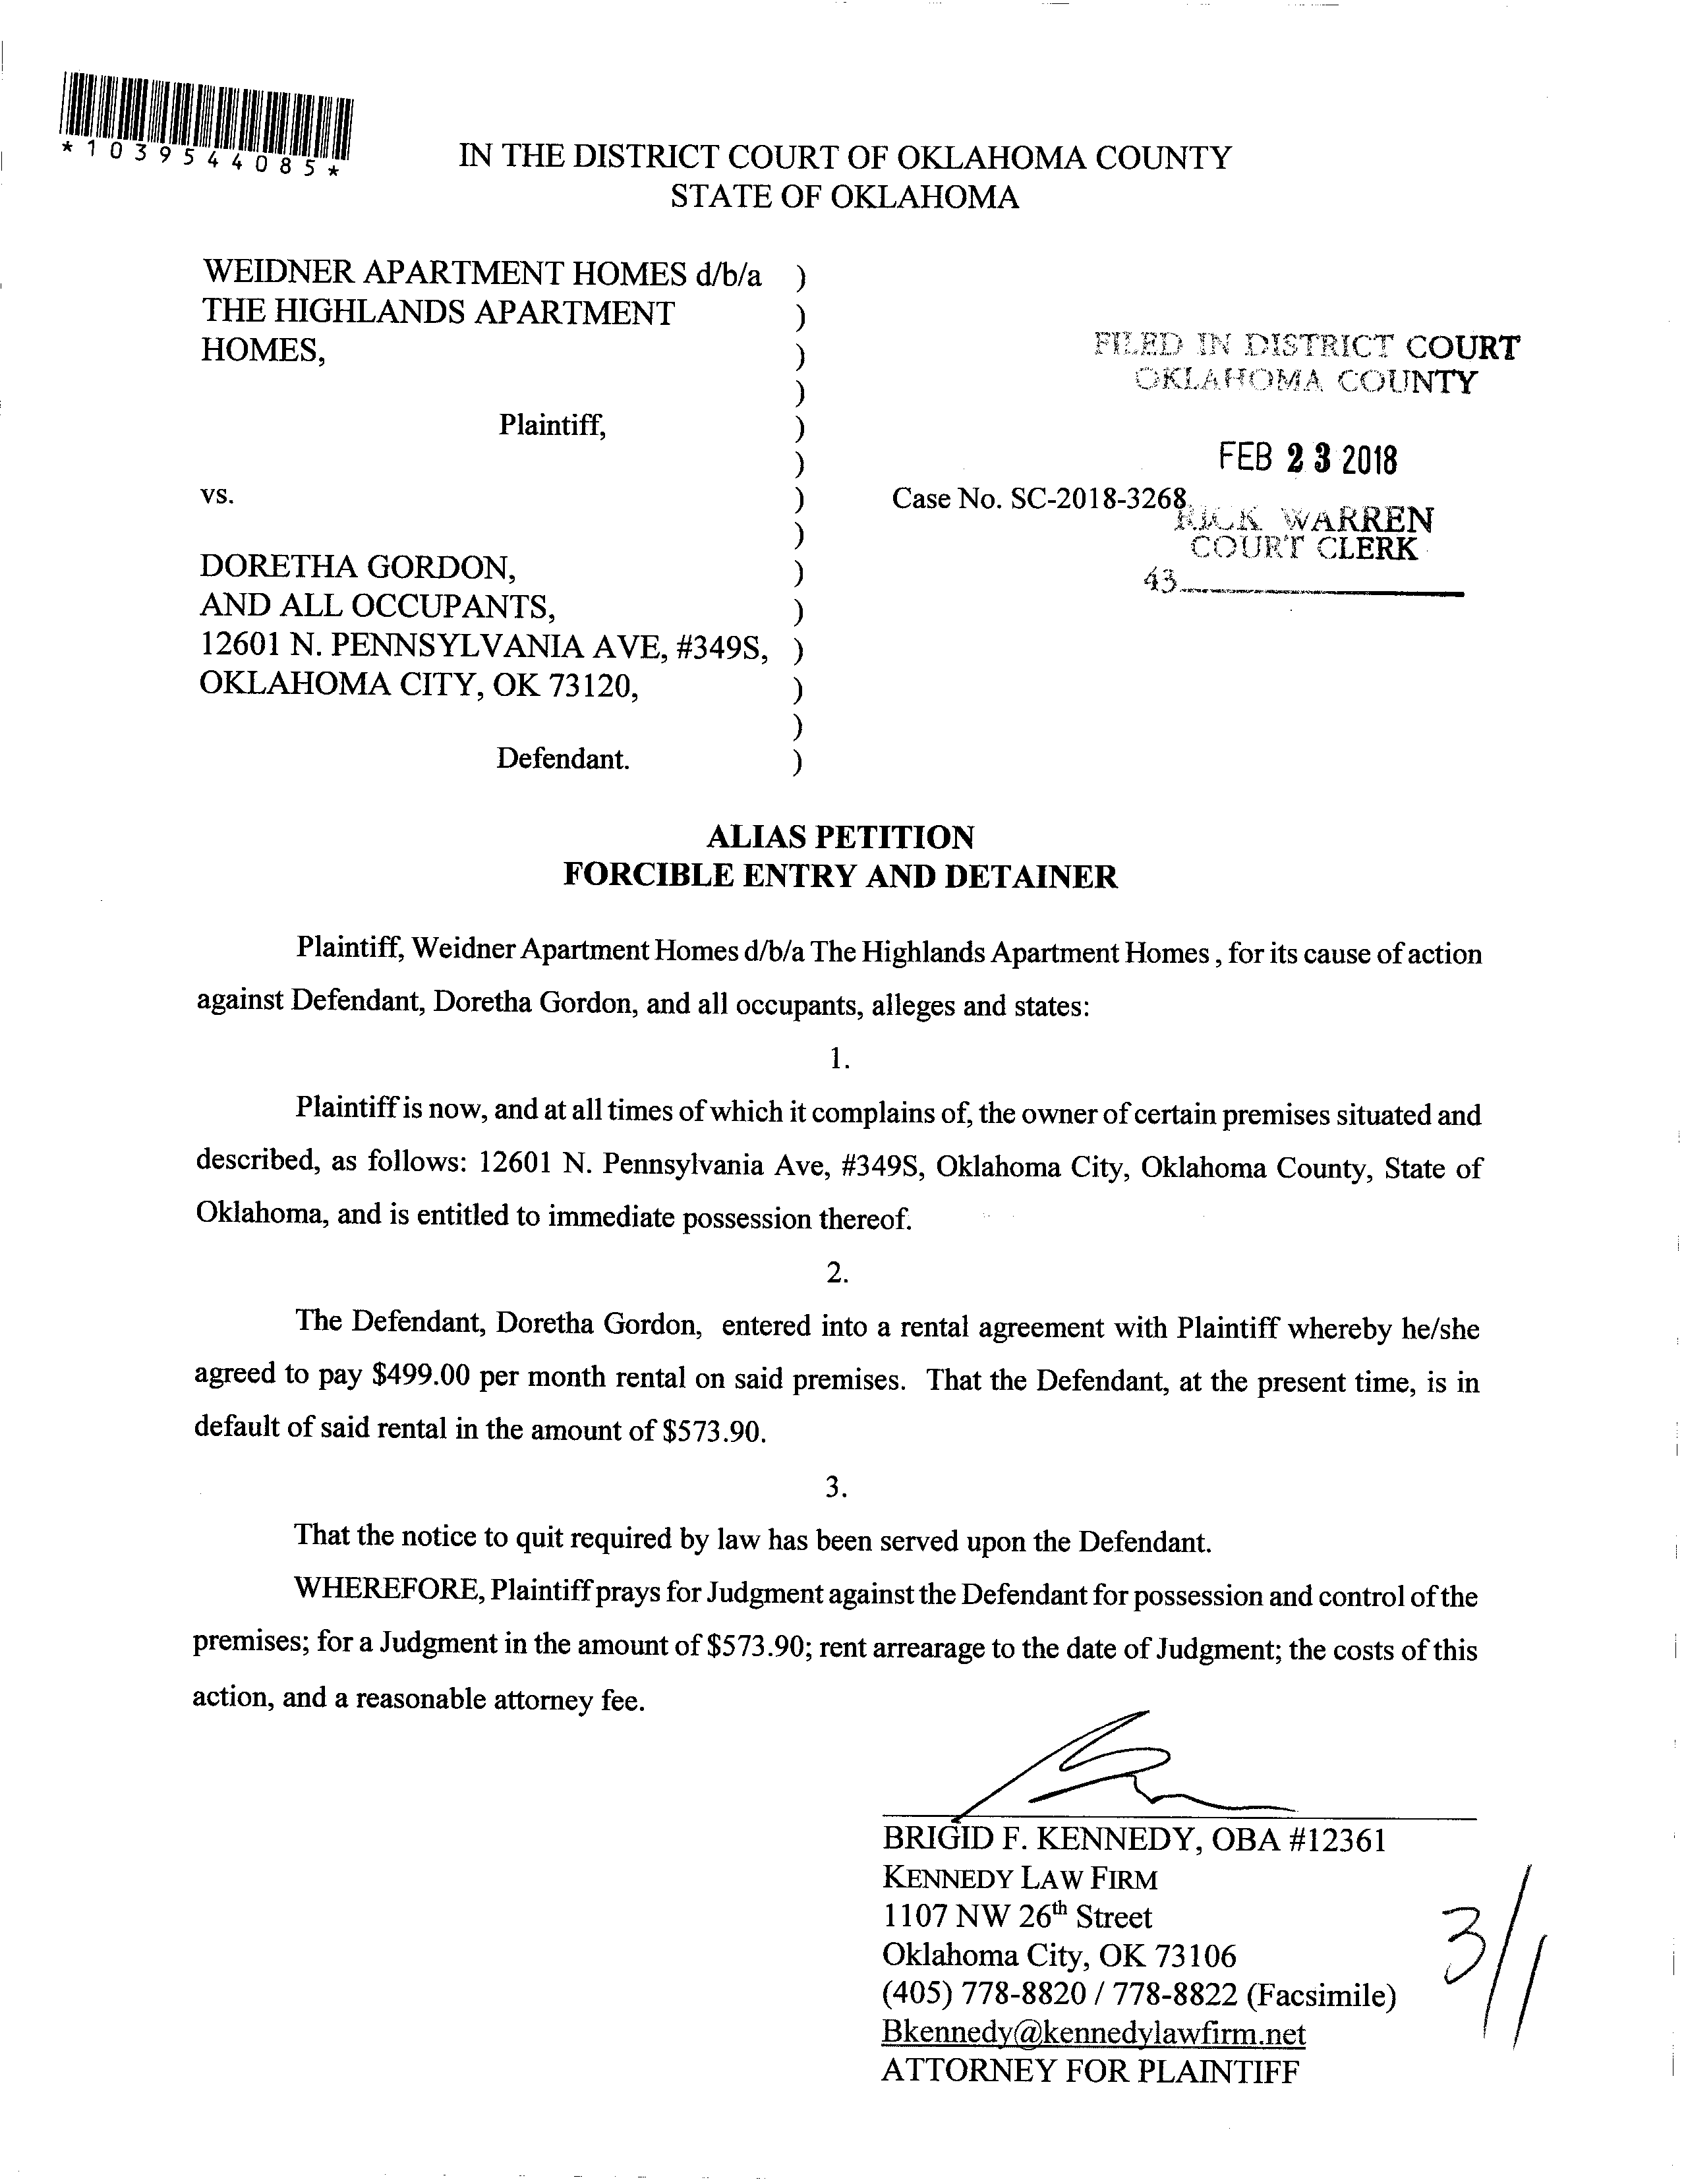 *1039544085*
IN THE DISTRICT COURT OF OKLAHOMA COUNTY
STATE OF OKLAHOMA
WEIDNER APARTMENT HOMES d/b/a )
THE HIGHLANDS APARTMENT )
HOMES, )
)
Plaintiff, )
)
vs. )
)
DORETHA GORDON, )
AND ALL OCCUPANTS, )
12601 N. PENNSYLVANIA AVE, #349S, )
OKLAHOMA CITY, OK 73120, )
)
Defendant. )
FILED IN DISTRICT COURT
OKLAHOMA COUNTY
FEB 23 2018
Case No. SC-2018-3268
RICK WARREN
COURT CLERK
43
ALIAS PETITION
FORCIBLE ENTRY AND DETAINER
Plaintiff, Weidner Apartment Homes d/b/a The Highlands Apartment Homes , for its cause of action
against Defendant, Doretha Gordon, and all occupants, alleges and states:
1.
Plaintiff is now, and at all times of which it complains of, the owner of certain premises situated and
described, as follows: 12601 N. Pennsylvania Ave, #349S, Oklahoma City, Oklahoma County, State of
Oklahoma, and is entitled to immediate possession thereof.
2.
The Defendant, Doretha Gordon, entered into a rental agreement with Plaintiff whereby he/she
agreed to pay $499.00 per month rental on said premises. That the Defendant, at the present time, is in
default of said rental in the amount of $573.90.
3.
That the notice to quit required by law has been served upon the Defendant.
WHEREFORE, Plaintiff prays for Judgment against the Defendant for possession and control of the
premises; for a Judgment in the amount of $573.90; rent arrearage to the date of Judgment; the costs of this
action, and a reasonable attorney fee.
BRIGID F. KENNEDY, OBA #12361
KENNEDY LAW FIRM
1107 NW 26th Street
Oklahoma City, OK 73106
(405) 778-8820 / 778-8822 (Facsimile)
Bkennedy@kennedylawfirm.net
ATTORNEY FOR PLAINTIFF
3/1